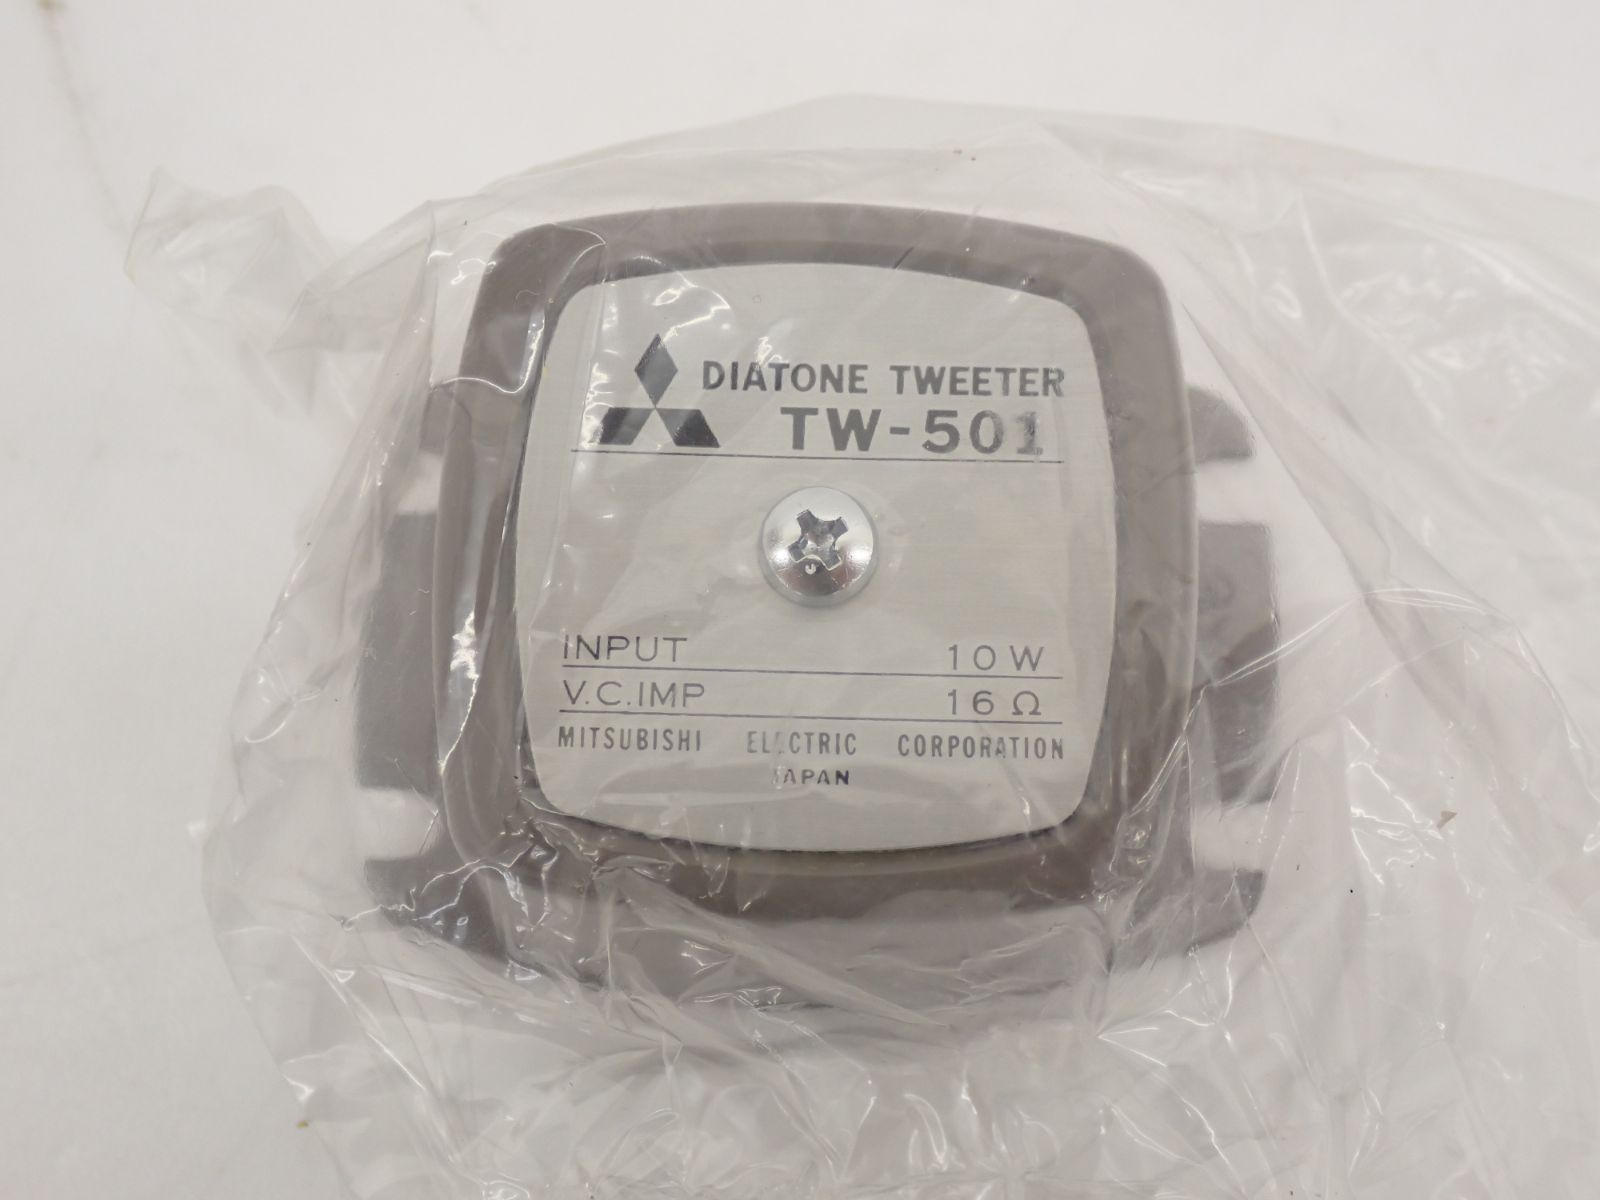 DIATONE TWEETER
TW-501
INPUT 10W
V.C.IMP 16Ω
MITSUBISHI ELECTRIC CORPORATION
JAPAN